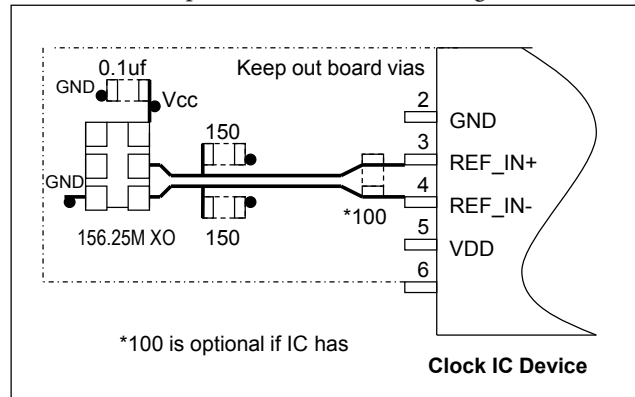 0.1uf
GND
Vcc
Keep out board vias
150
GND
150
156.25M XO
*100
2
GND
3
REF_IN+
4
REF_IN-
5
VDD
6
*100 is optional if IC has
Clock IC Device